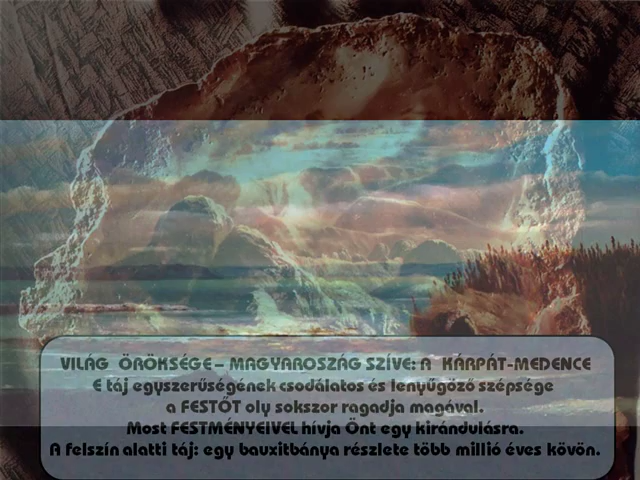 VILÁG ÖRÖKSÉGE – MAGYAROSZÁG SZÍVE: A KÁRPÁT-MEDENCE
E táj egyszerűségének csodálatos és lenyűgöző szépsége
a FESTŐT oly sokszor ragadja magával.
Most FESTMÉNYEIVEL hívja Önt egy kirándulásra.
A felszín alatti táj: egy bauxitbánya részlete több millió éves kövön.